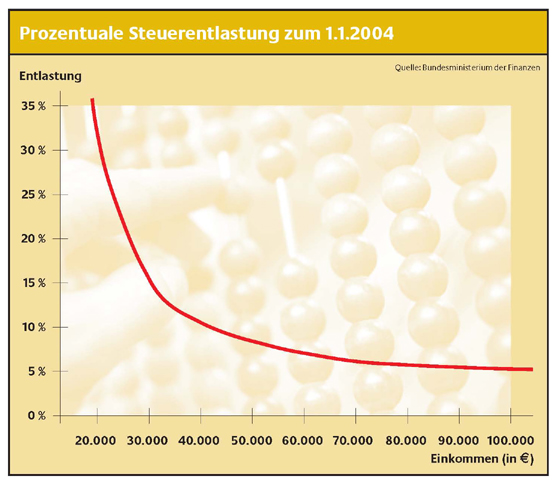 Prozentuale Steuerentlastung zum 1.1.2004
Quelle: Bundesministerium der Finanzen
Entlastung
35 %
30 %
25 %
20 %
15 %
10 %
5 %
0 %
20.000 30.000 40.000 50.000 60.000 70.000 80.000 90.000 100.000
Einkommen (in €)